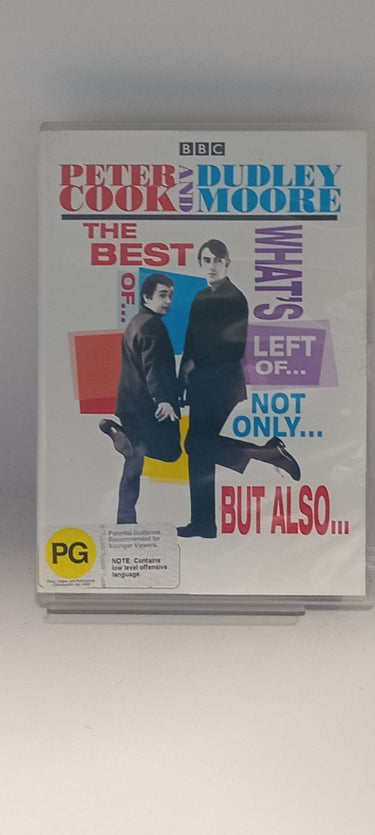 BBC
PETER AND DUDLEY
COOK MOORE
THE
BEST
OF...
WHAT'S
LEFT
OF...
NOT
ONLY...
BUT ALSO...
PG
Parental Guidance
Recommended for
Younger Viewers.
NOTE: Contains
low level offensive
language.